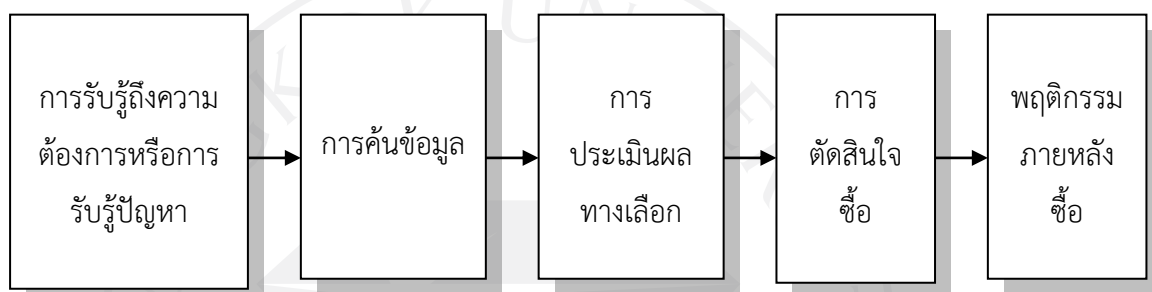 การรับรู้ถึงความ
ต้องการหรือการ
รับรู้ปัญหา
การค้นข้อมูล
การ
ประเมินผล
ทางเลือก
การ
ตัดสินใจ
ซื้อ
พฤติกรรม
ภายหลัง
ซื้อ